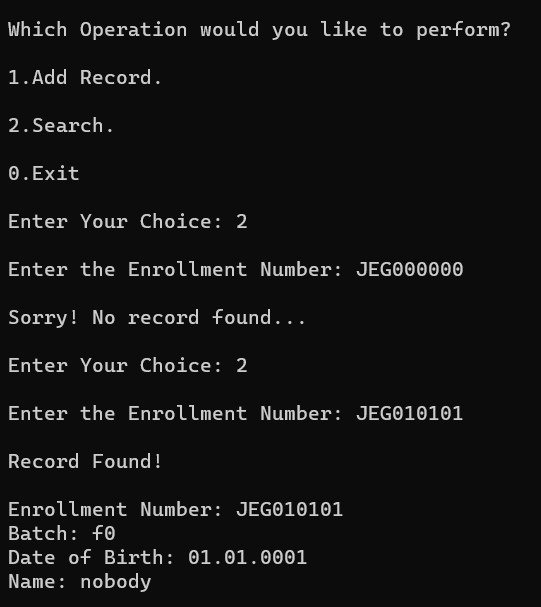 Which Operation would you like to perform?
1.Add Record.
2.Search.
0.Exit
Enter Your Choice: 2
Enter the Enrollment Number: JEG000000
Sorry! No record found...
Enter Your Choice: 2
Enter the Enrollment Number: JEG010101
Record Found!
Enrollment Number: JEG010101
Batch: f0
Date of Birth: 01.01.0001
Name: nobody